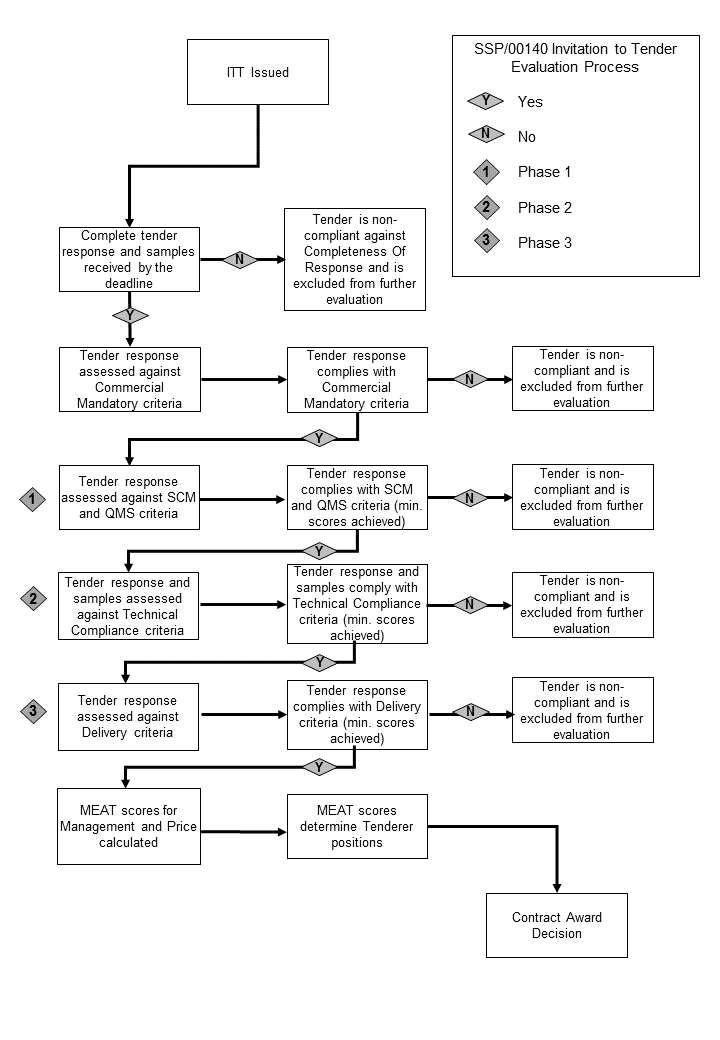 ITT Issued
SSP/00140 Invitation to Tender
Evaluation Process
Y
Yes
N
No
1
Phase 1
2
Phase 2
3
Phase 3
Complete tender
response and samples
received by the
deadline
N
Tender is non-
compliant against
Completeness Of
Response and is
excluded from further
evaluation
Y
Tender response
assessed against
Commercial
Mandatory criteria
Tender response
complies with
Commercial
Mandatory criteria
N
Tender is non-
compliant and is
excluded from further
evaluation
Y
1
Tender response
assessed against SCM
and QMS criteria
Tender response
complies with SCM
and QMS criteria (min.
scores achieved)
N
Tender is non-
compliant and is
excluded from further
evaluation
Y
2
Tender response and
samples assessed
against Technical
Compliance criteria
Tender response and
samples comply with
Technical Compliance
criteria (min. scores
achieved)
N
Tender is non-
compliant and is
excluded from further
evaluation
Y
3
Tender response
assessed against
Delivery criteria
Tender response
complies with Delivery
criteria (min. scores
achieved)
N
Tender is non-
compliant and is
excluded from further
evaluation
Y
MEAT scores for
Management and Price
calculated
MEAT scores
determine Tenderer
positions
Contract Award
Decision